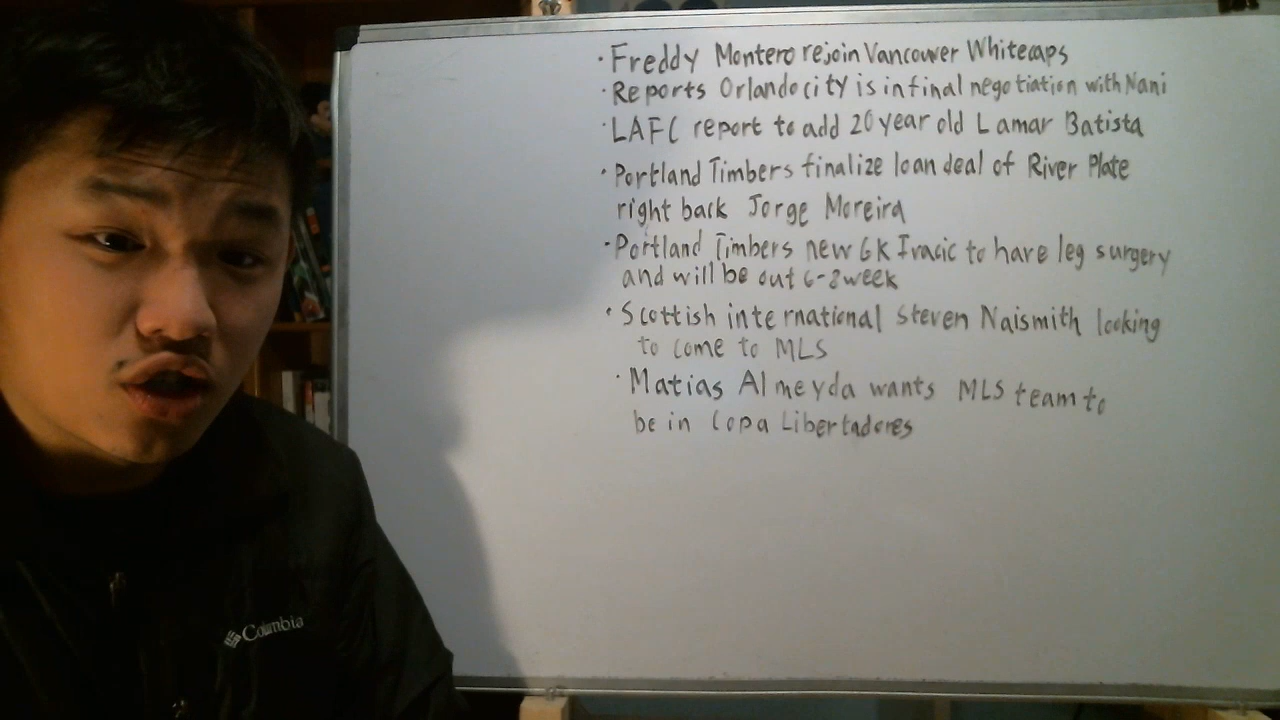 · Freddy Montero rejoin Vancouver Whitecaps
· Reports Orlando city is in final negotiation with Nani
· LAFC report to add 20 year old Lamar Batista
· Portland Timbers finalize loan deal of River Plate
right back Jorge Moreira
· Portland Timbers new GK Ivacic to have leg surgery
and will be out 6-8 week
· Scottish international Steven Naismith looking
to come to MLS
· Matias Almeyda wants MLS team to
be in Copa Libertadores
Columbia